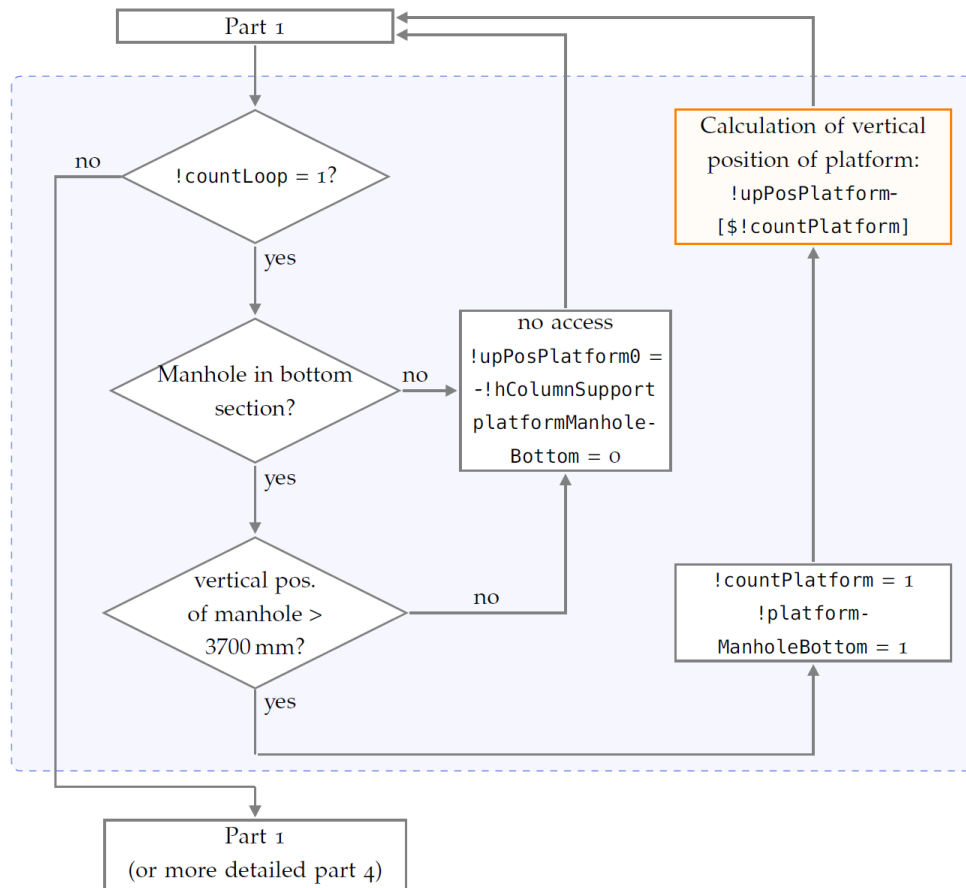 Part 1
no
!countLoop = 1?
yes
Calculation of vertical
position of platform:
!upPosPlatform-
[$!countPlatform]
Manhole in bottom
section?
no
yes
no access
!upPosPlatform0 =
-!hColumnSupport
platformManhole-
Bottom = 0
vertical pos.
of manhole >
3700 mm?
no
yes
!countPlatform = 1
!platform-
ManholeBottom = 1
Part 1
(or more detailed part 4)